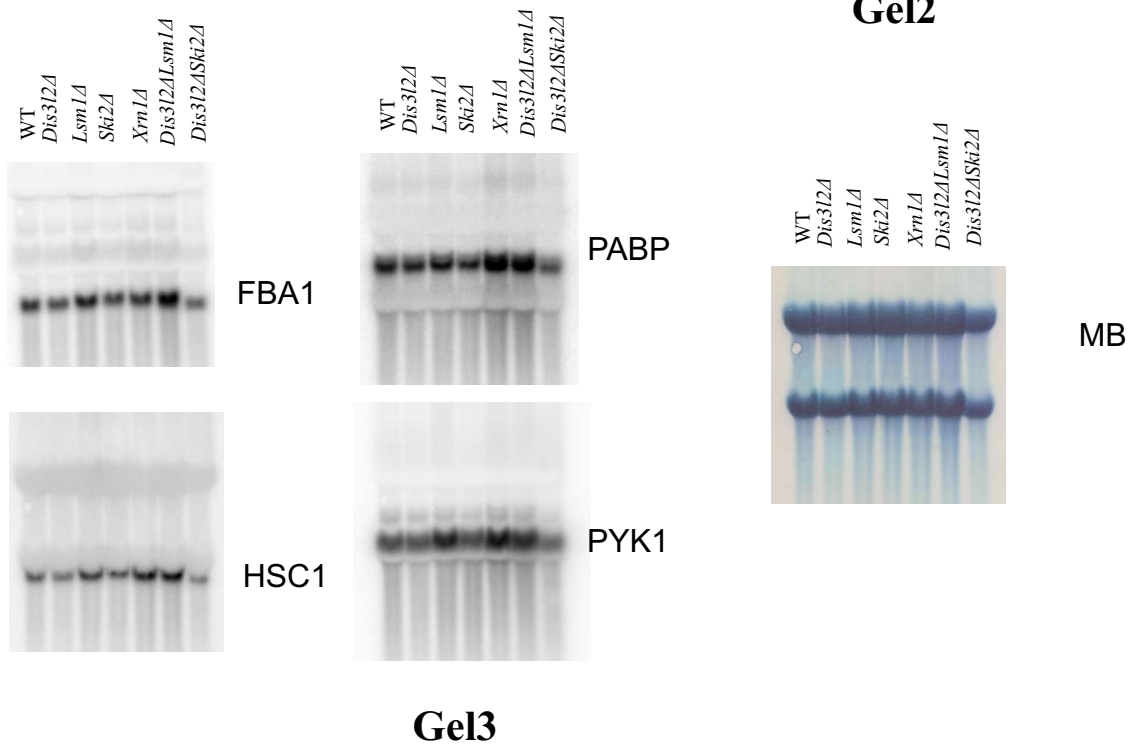 Gel2
WT
Dis3l2Δ
Lsm1Δ
Ski2Δ
Xrn1Δ
Dis3l2ΔLsm1Δ
Dis3l2ΔSki2Δ
WT
Dis3l2Δ
Lsm1Δ
Ski2Δ
Xrn1Δ
Dis3l2ΔLsm1Δ
Dis3l2ΔSki2Δ
WT
Dis3l2Δ
Lsm1Δ
Ski2Δ
Xrn1Δ
Dis3l2ΔLsm1Δ
Dis3l2ΔSki2Δ
FBA1
PABP
MB
HSC1
PYK1
Gel3